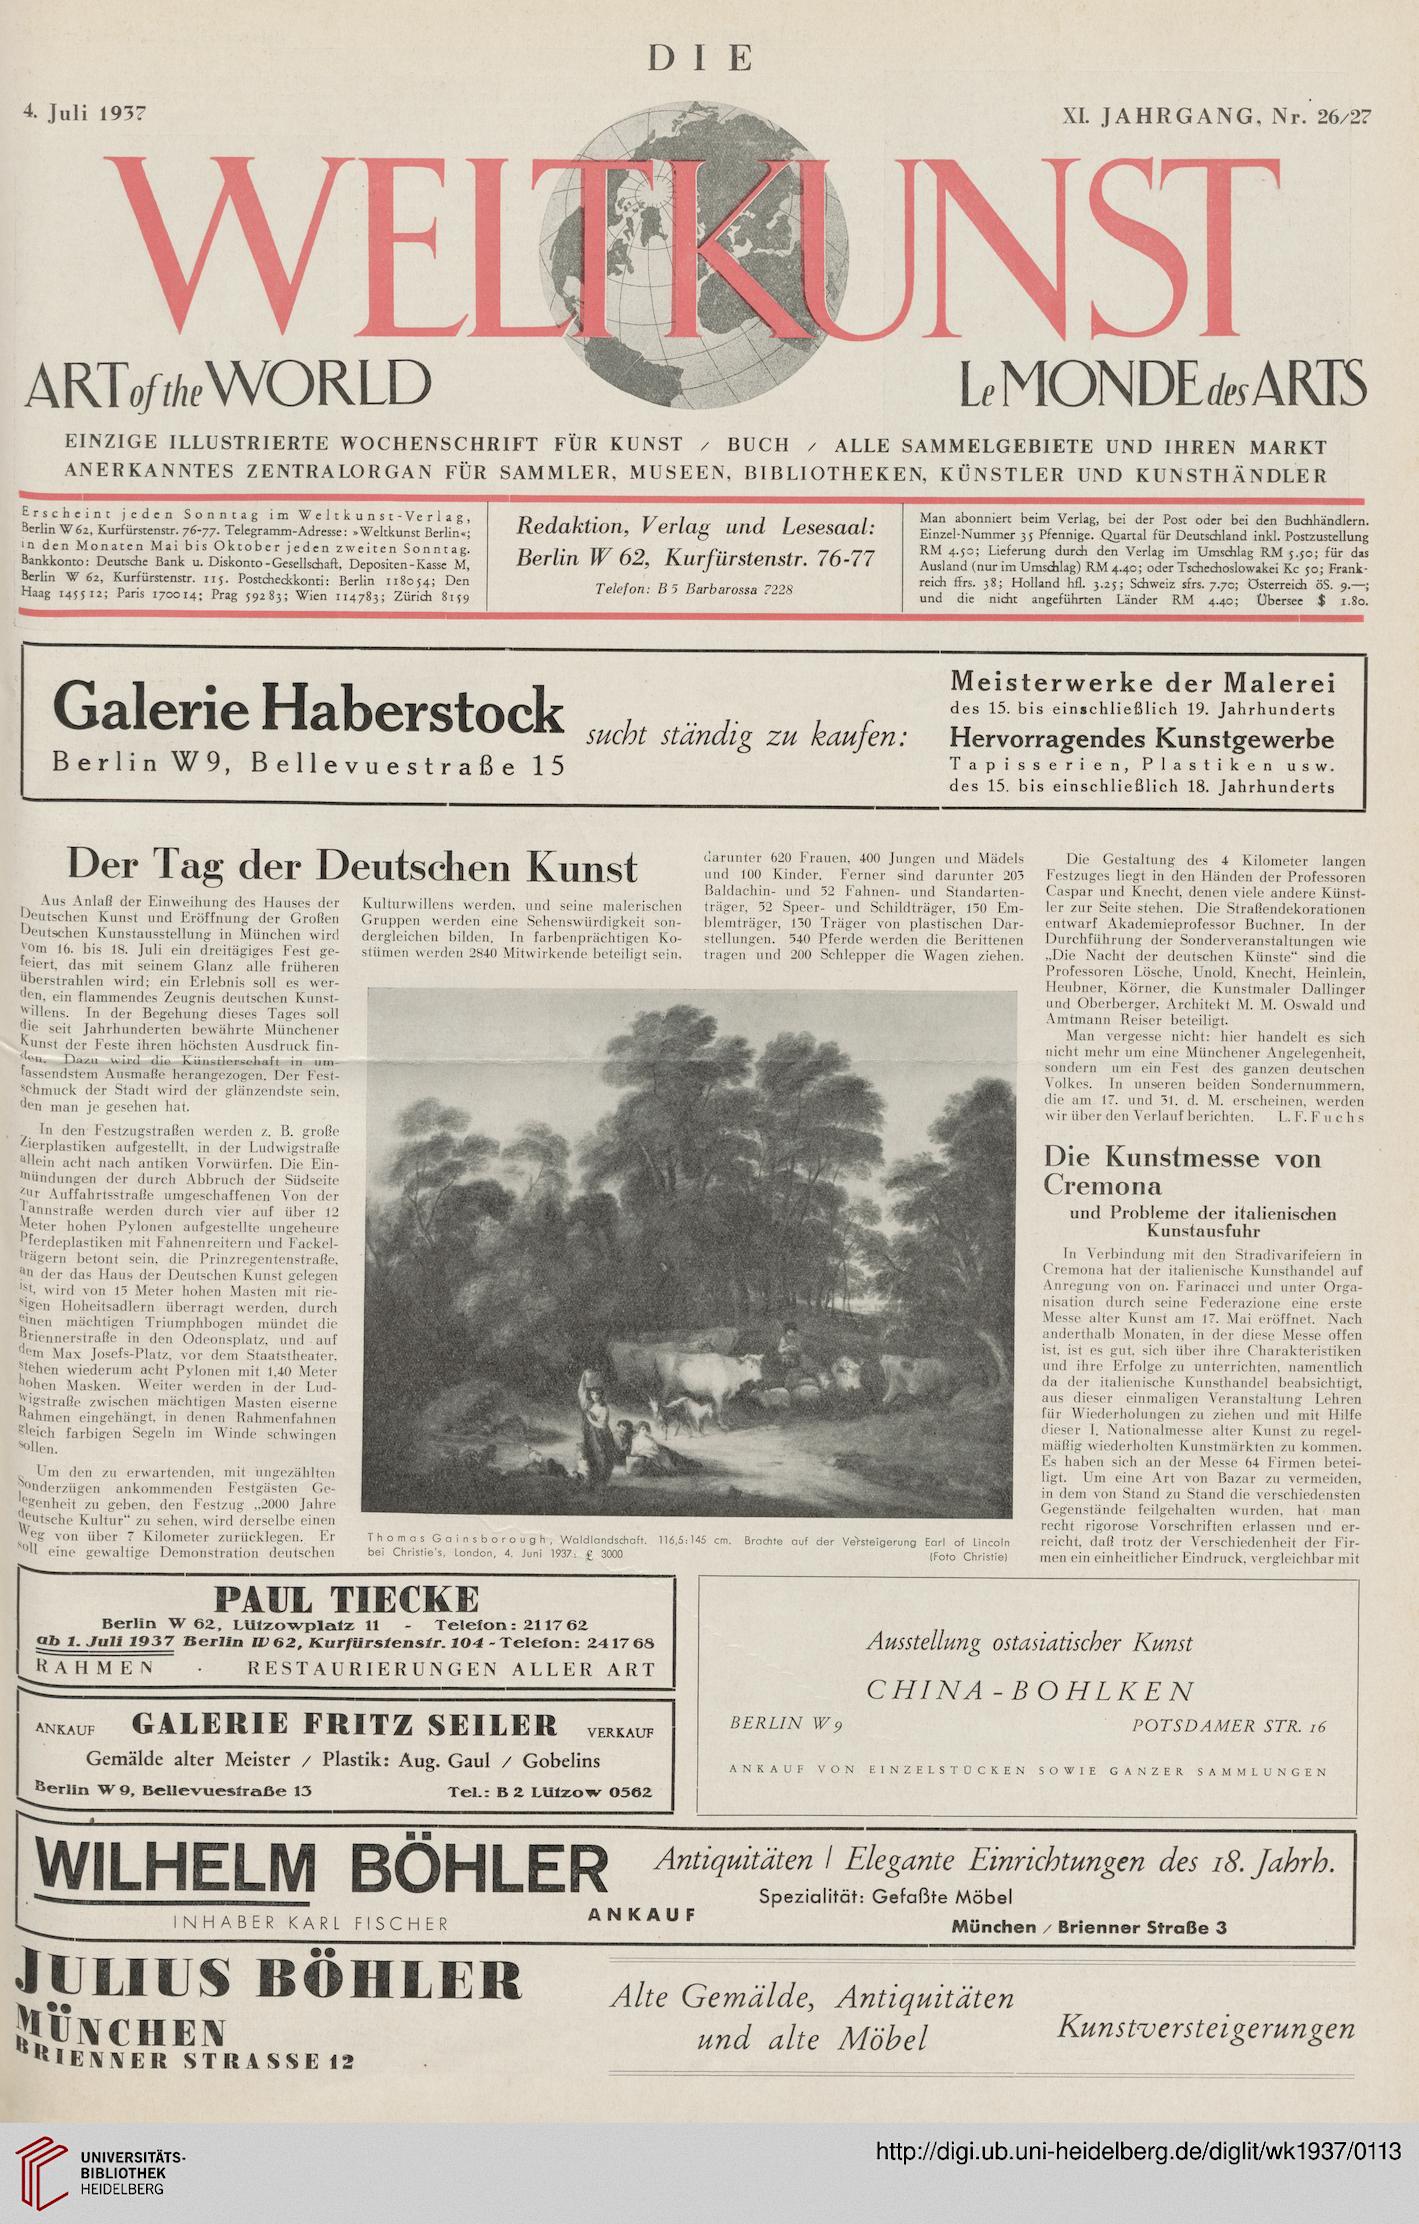 DIE
4. Juli 1937
XI. JAHRGANG, Nr. 26/27
WELTKUNST
ART of the WORLD
Le MONDE des ARTS
EINZIGE ILLUSTRIERTE WOCHENSCHRIFT FÜR KUNST / BUCH / ALLE SAMMELGEBIETE UND IHREN MARKT
ANERKANNTES ZENTRALORGAN FÜR SAMMLER, MUSEEN, BIBLIOTHEKEN, KÜNSTLER UND KUNSTHÄNDLER
Erscheint jeden Sonntag im Weltkunst-Verlag,
Berlin W 62, Kurfürstenstr. 76-77. Telegramm-Adresse: »Weltkunst Berlin«;
in den Monaten Mai bis Oktober jeden zweiten Sonntag.
Bankkonto: Deutsche Bank u. Diskonto-Gesellschaft, Depositen-Kasse M,
Berlin W 62, Kurfürstenstr. 115. Postscheckkonti: Berlin 118054; Den
Haag 145512; Paris 170014; Prag 59283; Wien 114783; Zürich 8159
Redaktion, Verlag und Lesesaal:
Berlin W 62, Kurfürstenstr. 76-77
Telefon: B 5 Barbarossa 7228
Man abonniert beim Verlag, bei der Post oder bei den Buchhändlern.
Einzel-Nummer 35 Pfennige. Quartal für Deutschland inkl. Postzustellung
RM 4.50; Lieferung durch den Verlag im Umschlag RM 5.50; für das
Ausland (nur im Umschlag) RM 4.40; oder Tschechoslowakei Kc 50; Frank-
reich ffrs. 38; Holland hfl. 3.25; Schweiz sfrs. 7.70; Österreich öS. 9.—;
und die nicht angeführten Länder RM 4.40; Übersee $ 1.80.
Galerie Haberstock
Berlin W 9, Bellevuestraße 15
sucht ständig zu kaufen:
Meisterwerke der Malerei
des 15. bis einschließlich 19. Jahrhunderts
Hervorragendes Kunstgewerbe
Tapisserien, Plastiken usw.
des 15. bis einschließlich 18. Jahrhunderts
Der Tag der Deutschen Kunst
Aus Anlaß der Einweihung des Hauses der
Deutschen Kunst und Eröffnung der Großen
Deutschen Kunstausstellung in München wird
vom 16. bis 18. Juli ein dreitägiges Fest ge-
feiert, das mit seinem Glanz alle früheren
überstrahlen wird; ein Erlebnis soll es wer-
den, ein flammendes Zeugnis deutschen Kunst-
willens. In der Begehung dieses Tages soll
die seit Jahrhunderten bewährte Münchener
Kunst der Feste ihren höchsten Ausdruck fin-
den. Dazu wird die Künstlerschaft in um-
fassendstem Ausmaße herangezogen. Der Fest-
schmuck der Stadt wird der glänzendste sein,
den man je gesehen hat.
In den Festzugstraßen werden z. B. große
Zierplastiken aufgestellt, in der Ludwigstraße
allein acht nach antiken Vorwürfen. Die Ein-
mündungen der durch Abbruch der Südseite
zur Auffahrtsstraße umgeschaffenen Von der
Tannstraße werden durch vier auf über 12
Meter hohen Pylonen aufgestellte ungeheure
Pferdeplastiken mit Fahnenreitern und Fackel-
trägern betont sein, die Prinzregentenstraße,
an der das Haus der Deutschen Kunst gelegen
ist, wird von 15 Meter hohen Masten mit rie-
sigen Hoheitsadlern überragt werden, durch
einen mächtigen Triumphbogen mündet die
Briennerstraße in den Odeonsplatz, und auf
dem Max Josefs-Platz, vor dem Staatstheater,
stehen wiederum acht Pylonen mit 1,40 Meter
hohen Masken. Weiter werden in der Lud-
wigstraße zwischen mächtigen Masten eiserne
Rahmen eingehängt, in denen Rahmenfahnen
gleich farbigen Segeln im Winde schwingen
sollen.
Um den zu erwartenden, mit ungezählten
Sonderzügen ankommenden Festgästen Ge-
legenheit zu geben, den Festzug „2000 Jahre
deutsche Kultur“ zu sehen, wird derselbe einen
Weg von über 7 Kilometer zurücklegen. Er
soll eine gewaltige Demonstration deutschen
Kulturwillens werden, und seine malerischen
Gruppen werden eine Sehenswürdigkeit son-
dergleichen bilden. In farbenprächtigen Ko-
stümen werden 2840 Mitwirkende beteiligt sein,
darunter 620 Frauen, 400 Jungen und Mädels
und 100 Kinder. Ferner sind darunter 203
Baldachin- und 52 Fahnen- und Standarten-
träger, 52 Speer- und Schildträger, 150 Em-
blemträger, 130 Träger von plastischen Dar-
stellungen. 540 Pferde werden die Berittenen
tragen und 200 Schlepper die Wagen ziehen.
Thomas Gainsborough, Waldlandschaft. 116,5:145 cm. Brachte auf der Versteigerung Earl of Lincoln
bei Christie's, London, 4. Juni 1937: £ 3000
(Foto Christie)
Die Gestaltung des 4 Kilometer langen
Festzuges liegt in den Händen der Professoren
Caspar und Knecht, denen viele andere Künst-
ler zur Seite stehen. Die Straßendekorationen
entwarf Akademieprofessor Buchner. In der
Durchführung der Sonderveranstaltungen wie
„Die Nacht der deutschen Künste“ sind die
Professoren Lösche, Unold, Knecht, Heinlein,
Heubner, Körner, die Kunstmaler Dallinger
und Oberberger, Architekt M. M. Oswald und
Amtmann Reiser beteiligt.
Man vergesse nicht: hier handelt es sich
nicht mehr um eine Münchener Angelegenheit,
sondern um ein Fest des ganzen deutschen
Volkes. In unseren beiden Sondernummern,
die am 17. und 31. d. M. erscheinen, werden
wir über den Verlauf berichten. L. F. Fuchs
Die Kunstmesse von
Cremona
und Probleme der italienischen
Kunstausfuhr
In Verbindung mit den Stradivarifeiern in
Cremona hat der italienische Kunsthandel auf
Anregung von on. Farinacci und unter Orga-
nisation durch seine Federazione eine erste
Messe alter Kunst am 17. Mai eröffnet. Nach
anderthalb Monaten, in der diese Messe offen
ist, ist es gut, sich über ihre Charakteristiken
und ihre Erfolge zu unterrichten, namentlich
da der italienische Kunsthandel beabsichtigt,
aus dieser einmaligen Veranstaltung Lehren
für Wiederholungen zu ziehen und mit Hilfe
dieser I. Nationalmesse alter Kunst zu regel-
mäßig wiederholten Kunstmärkten zu kommen.
Es haben sich an der Messe 64 Firmen betei-
ligt. Um eine Art von Bazar zu vermeiden,
in dem von Stand zu Stand die verschiedensten
Gegenstände feilgehalten wurden, hat man
recht rigorose Vorschriften erlassen und er-
reicht, daß trotz der Verschiedenheit der Fir-
men ein einheitlicher Eindruck, vergleichbar mit
PAUL TIECKE
Berlin W 62, Lützowplatz 11 - Telefon: 21 17 62
ab 1. Juli 1937 Berlin W 62, Kurfürstenstr. 104 - Telefon: 24 17 68
RAHMEN · RESTAURIERUNGEN ALLER ART
ANKAUF GALERIE FRITZ SEILER VERKAUF
Gemälde alter Meister / Plastik: Aug. Gaul / Gobelins
Berlin W 9, Bellevuestraße 13 Tel.: B 2 Lützow 0562
Ausstellung ostasiatischer Kunst
CHINA-BOHLKEN
BERLIN W 9 POTSDAMER STR. 16
ANKAUF VON EINZELSTÜCKEN SOWIE GANZER SAMMLUNGEN
WILHELM BÖHLER
INHABER KARL FISCHER
ANKAUF
Antiquitäten / Elegante Einrichtungen des 18. Jahrh.
Spezialität: Gefaßte Möbel
München / Brienner Straße 3
JULIUS BÖHLER
MÜNCHEN
BRIENNER STRASSE 12
Alte Gemälde, Antiquitäten
und alte Möbel
Kunstversteigerungen
UNIVERSITÄTS-
BIBLIOTHEK
HEIDELBERG
http://digi.ub.uni-heidelberg.de/diglit/wk1937/0113